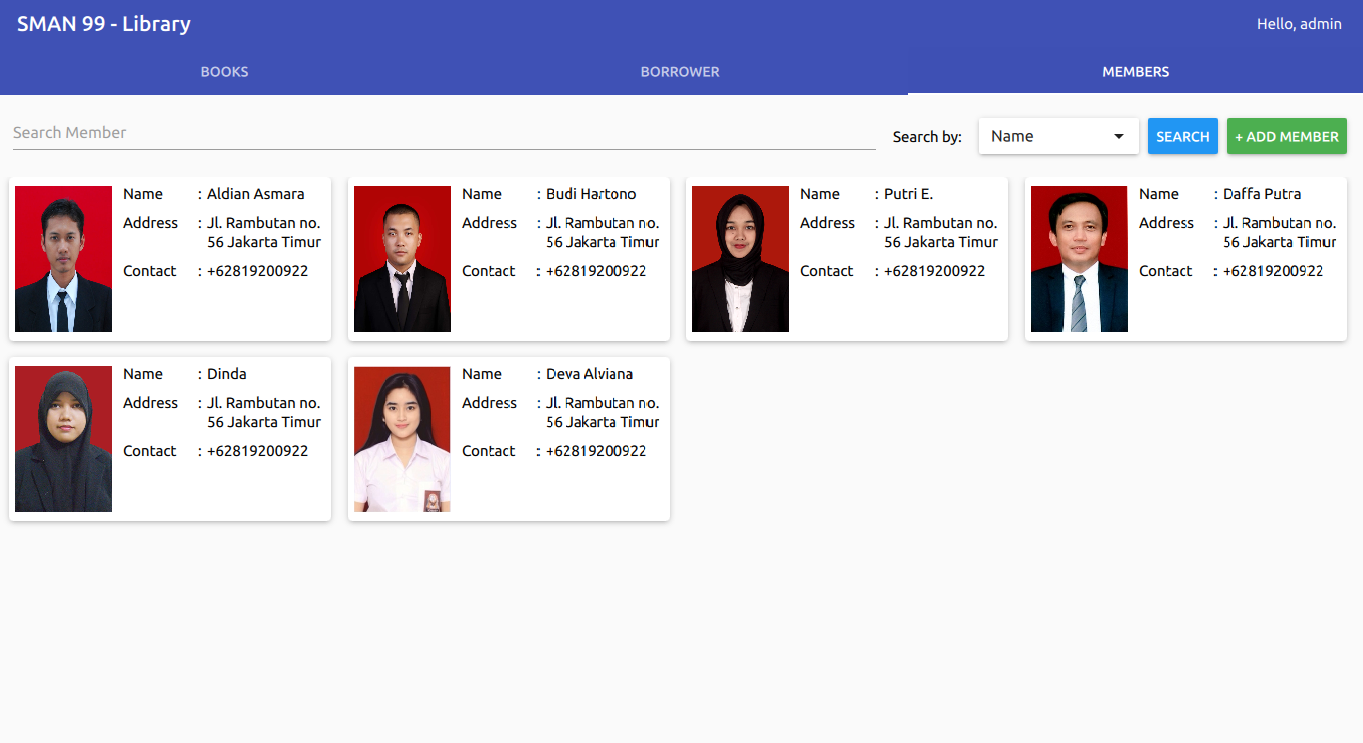 SMAN 99 - Library
Hello, admin
BOOKS
BORROWER
MEMBERS
Search Member
Search by:
Name
SEARCH
+ ADD MEMBER
Name : Aldian Asmara
Address : Jl. Rambutan no.
56 Jakarta Timur
Contact : +62819200922
Name : Budi Hartono
Address : Jl. Rambutan no.
56 Jakarta Timur
Contact : +62819200922
Name : Putri E.
Address : Jl. Rambutan no.
56 Jakarta Timur
Contact : +62819200922
Name : Daffa Putra
Address : Jl. Rambutan no.
56 Jakarta Timur
Contact : +62819200922
Name : Dinda
Address : Jl. Rambutan no.
56 Jakarta Timur
Contact : +62819200922
Name : Deva Alviana
Address : Jl. Rambutan no.
56 Jakarta Timur
Contact : +62819200922